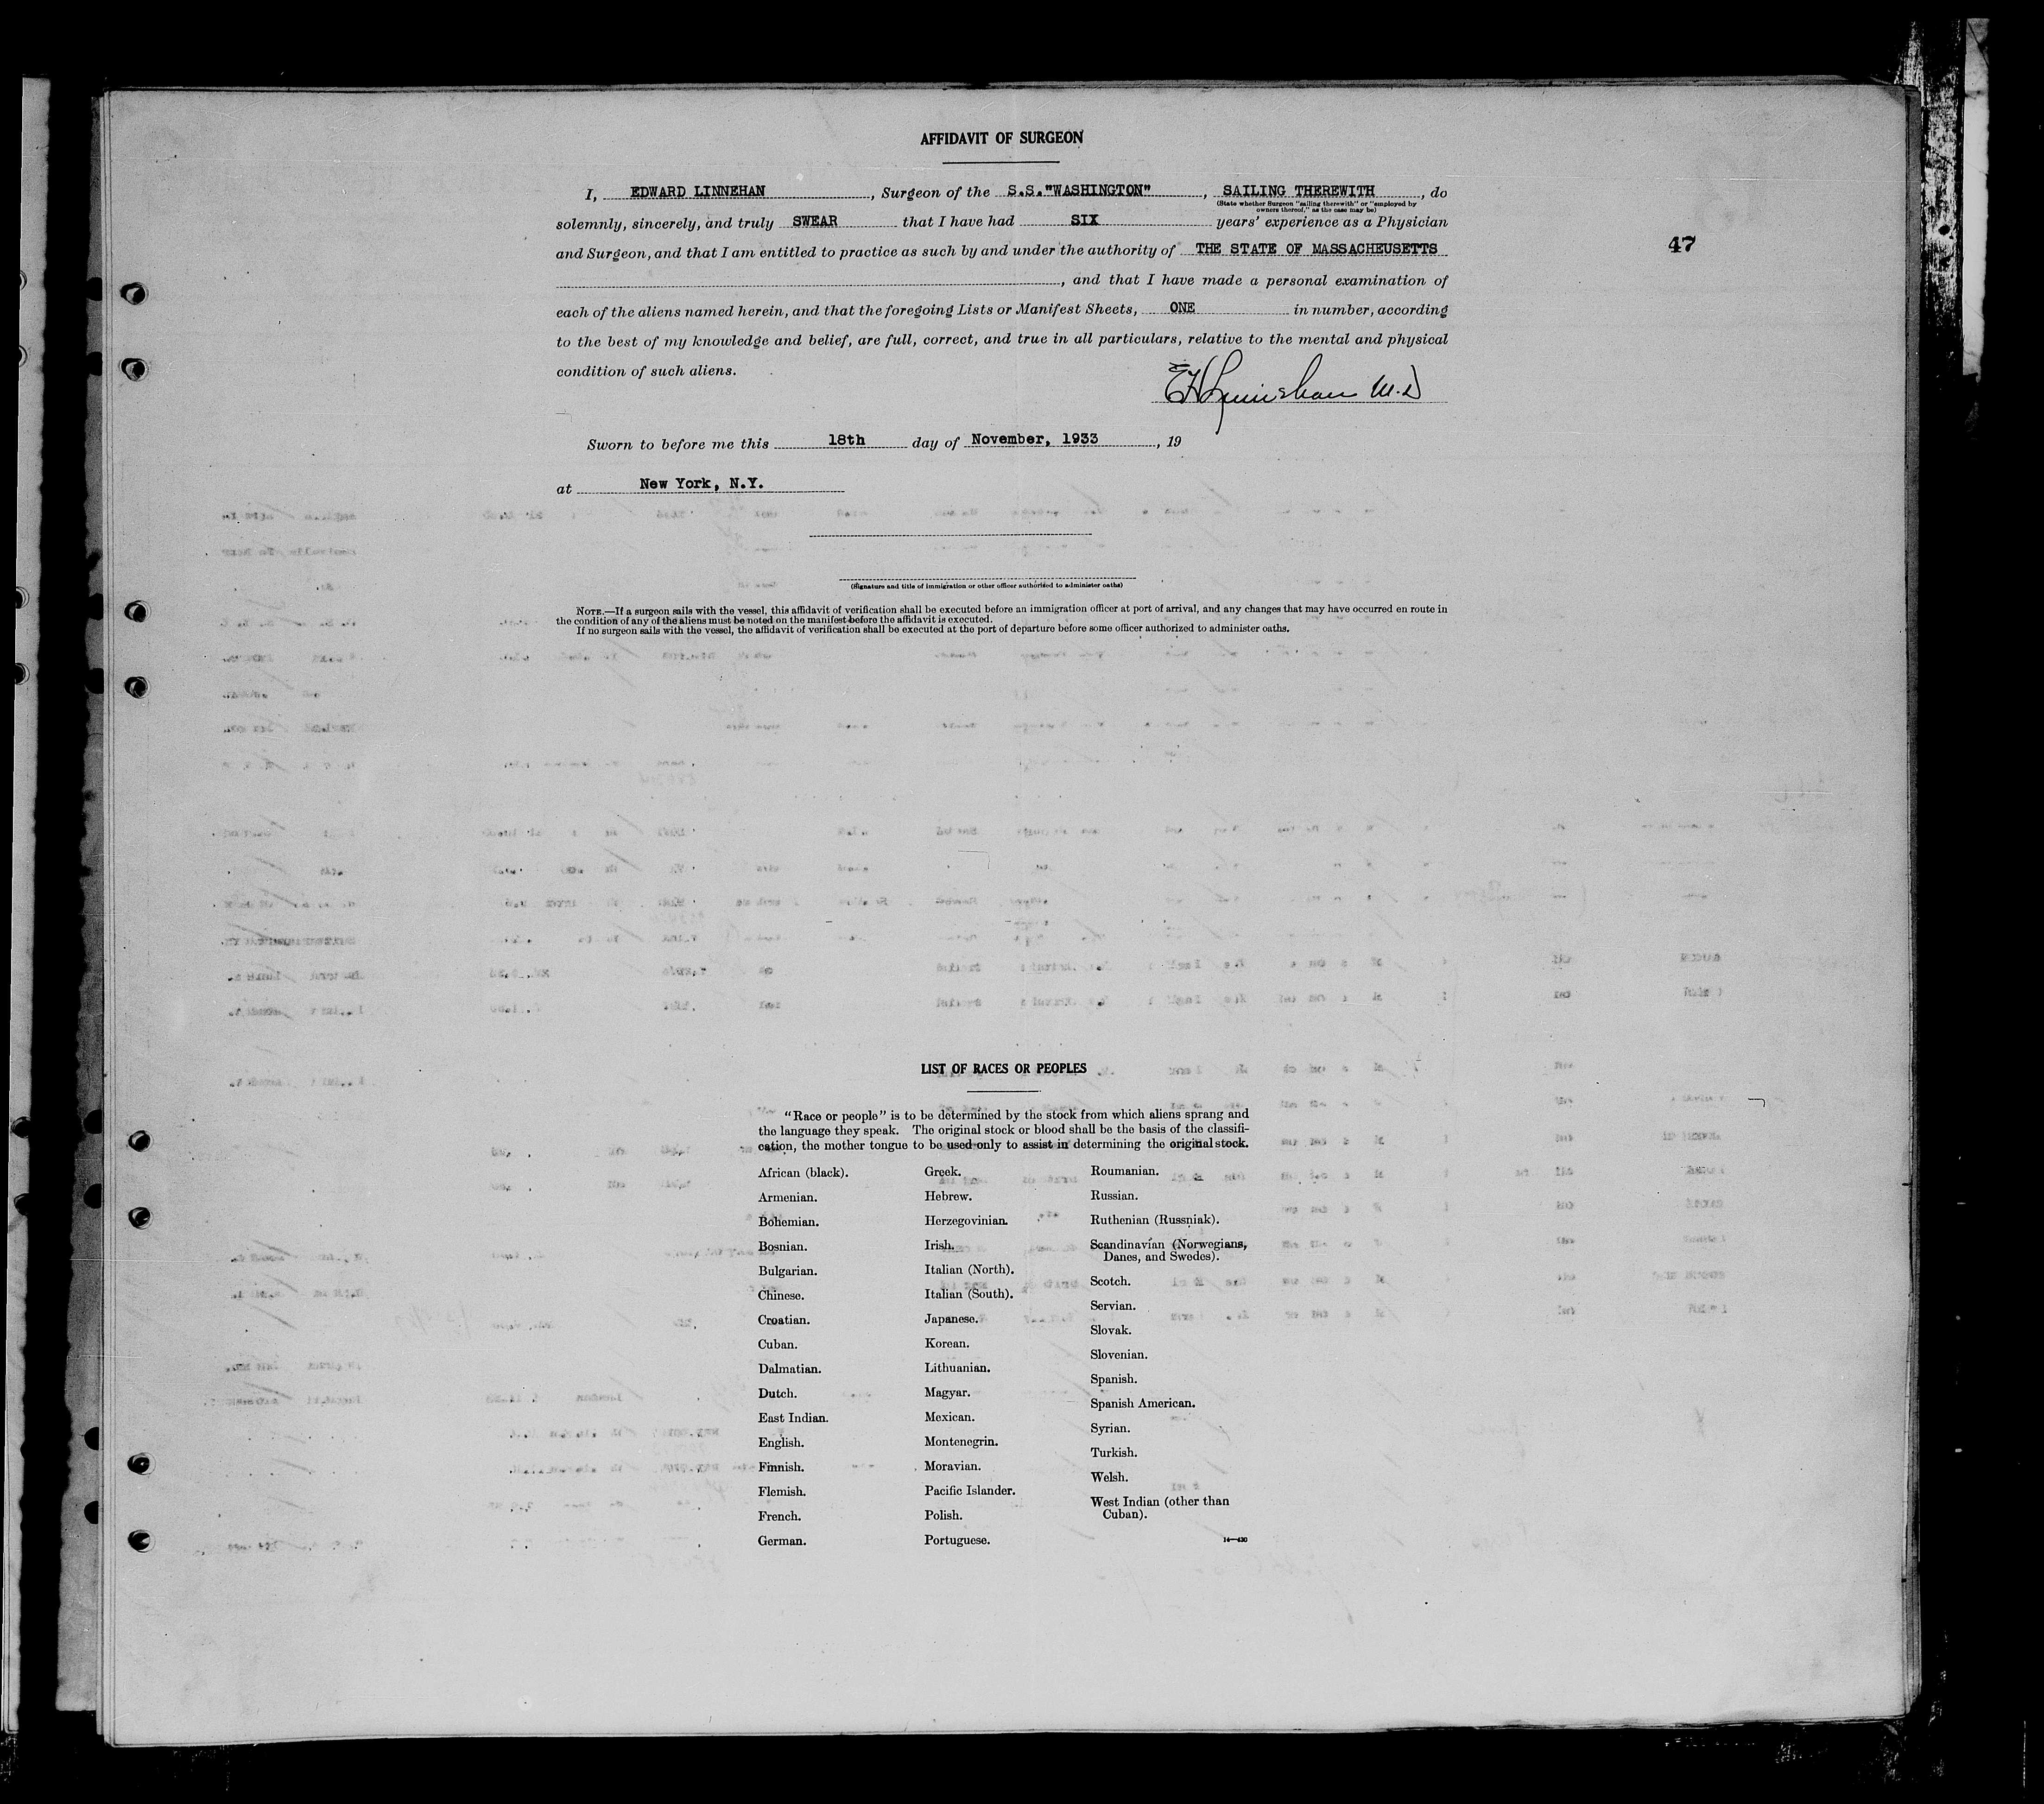 AFFIDAVIT OF SURGEON
I, EDWARD LINNEHAN, Surgeon of the S.S."WASHINGTON", SAILING THEREWITH, do
(State whether Surgeon "sailing therewith" or "employed by
owners thereof," as the case may be)
solemnly, sincerely, and truly SWEAR that I have had SIX years' experience as a Physician
47
and Surgeon, and that I am entitled to practice as such by and under the authority of THE STATE OF MASSACHEUSETTS
, and that I have made a personal examination of
each of the aliens named herein, and that the foregoing Lists or Manifest Sheets, ONE in number, according
to the best of my knowledge and belief, are full, correct, and true in all particulars, relative to the mental and physical
condition of such aliens.
M.D
Sworn to before me this 18th day of November, 1933, 19
at New York, N.Y.
(Signature and title of immigration or other officer authorized to administer oaths)
NOTE.—If a surgeon sails with the vessel, this affidavit of verification shall be executed before an immigration officer at port of arrival, and any changes that may have occurred en route in
the condition of any of the aliens must be noted on the manifest before the affidavit is executed.
If no surgeon sails with the vessel, the affidavit of verification shall be executed at the port of departure before some officer authorized to administer oaths.
LIST OF RACES OR PEOPLES
"Race or people" is to be determined by the stock from which aliens sprang and
the language they speak. The original stock or blood shall be the basis of the classifi-
cation, the mother tongue to be used only to assist in determining the original stock.
African (black).
Armenian.
Bohemian.
Bosnian.
Bulgarian.
Chinese.
Croatian.
Cuban.
Dalmatian.
Dutch.
East Indian.
English.
Finnish.
Flemish.
French.
German.
Greek.
Hebrew.
Herzegovinian.
Irish.
Italian (North).
Italian (South).
Japanese.
Korean.
Lithuanian.
Magyar.
Mexican.
Montenegrin.
Moravian.
Pacific Islander.
Polish.
Portuguese.
Roumanian.
Russian.
Ruthenian (Russniak).
Scandinavian (Norwegians,
Danes, and Swedes).
Scotch.
Servian.
Slovak.
Slovenian.
Spanish.
Spanish American.
Syrian.
Turkish.
Welsh.
West Indian (other than
Cuban).
14—430